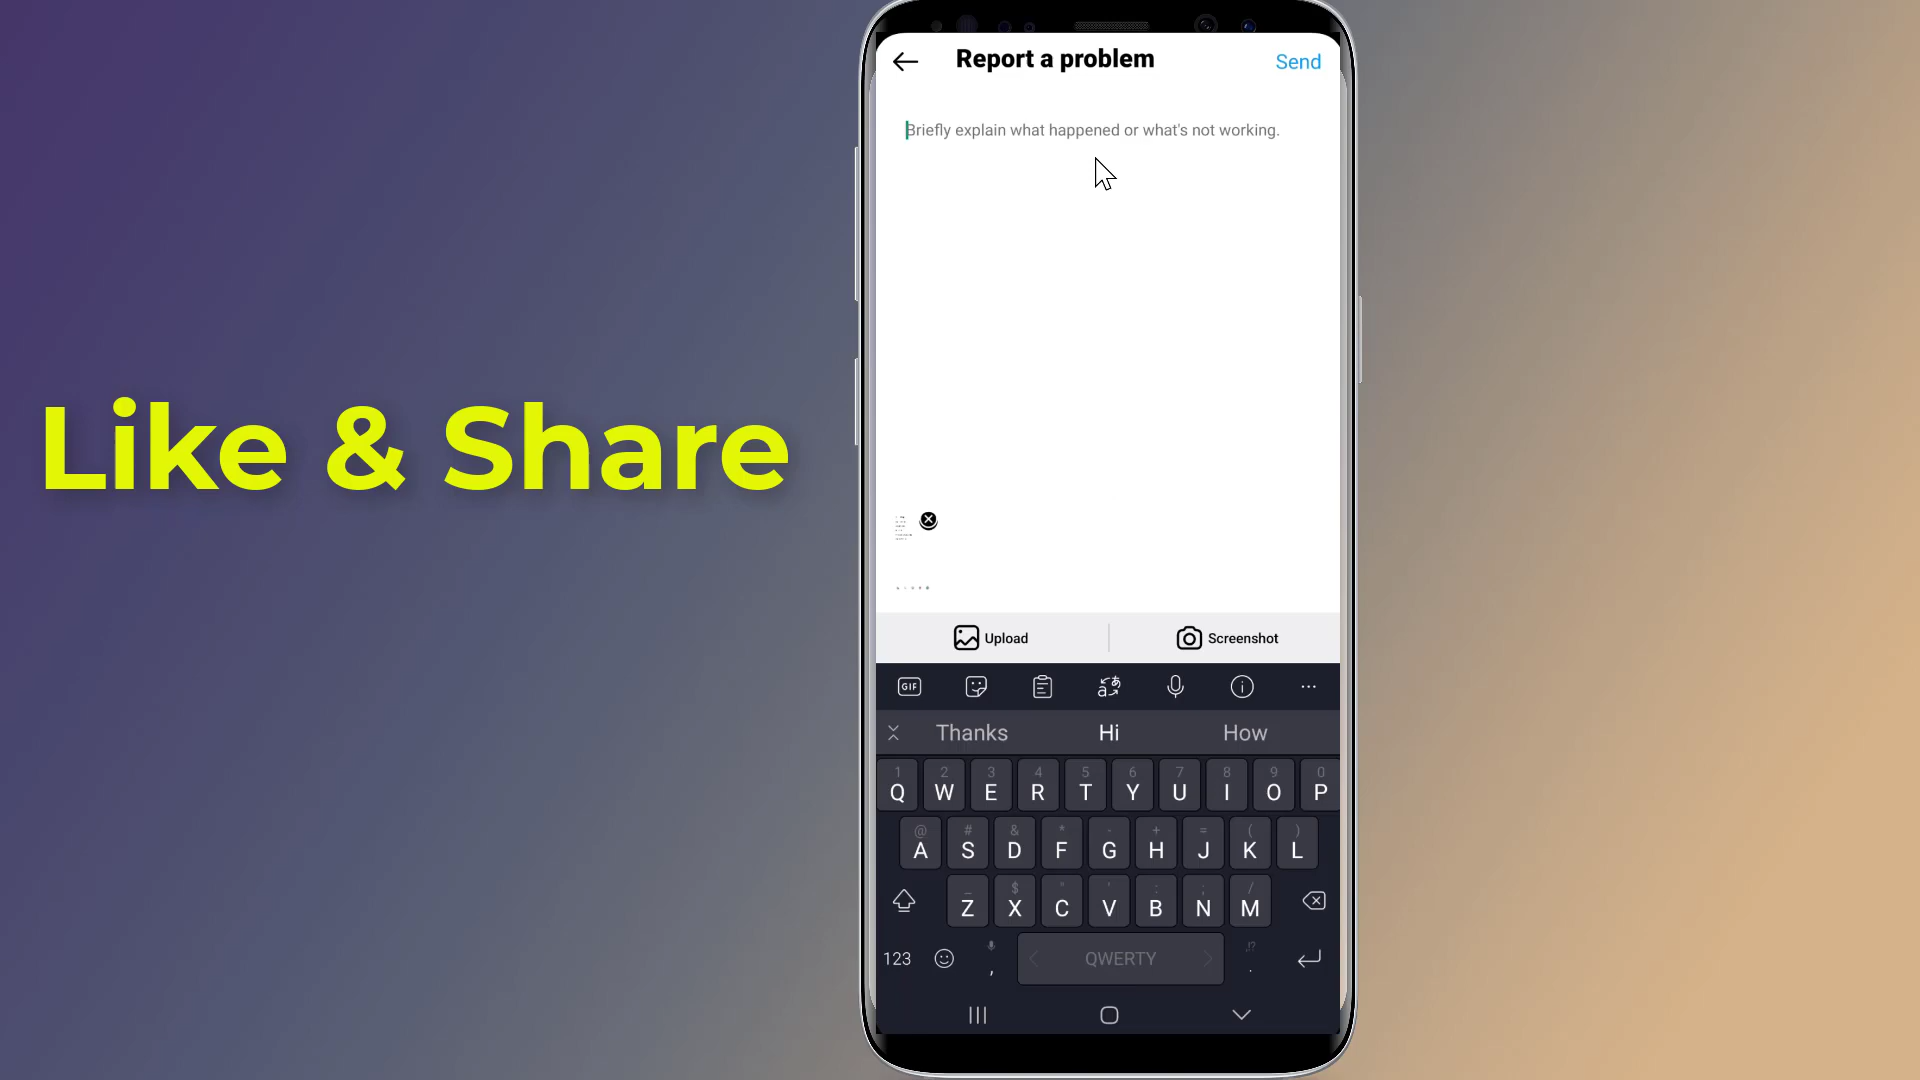 Report a problem
Send
Briefly explain what happened or what's not working.
Like & Share
Upload
Screenshot
GIF
Thanks Hi How
1 2 3 4 5 6 7 8 9 0
Q W E R T Y U I O P
@ # & * - + = ( )
A S D F G H J K L
_ $ " ' : ; /
Z X C V B N M
123 , QWERTY .